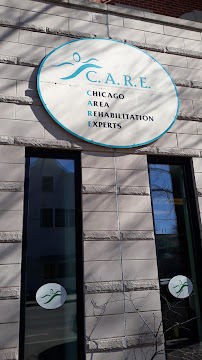 C.A.R.E.
CHICAGO
AREA
REHABILITATION
EXPERTS